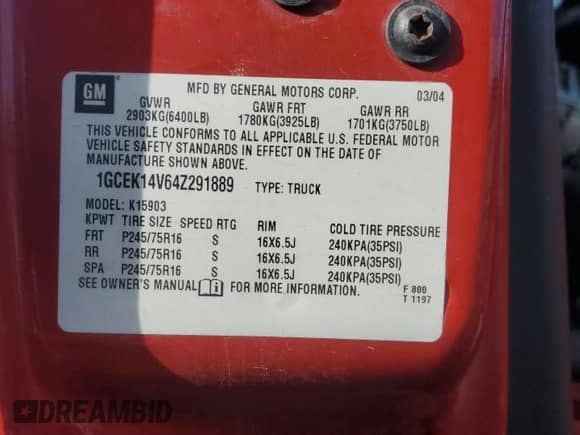 GM
MFD BY GENERAL MOTORS CORP. 03/04
GVWR GAWR FRT GAWR RR
2903KG(6400LB) 1780KG(3925LB) 1701KG(3750LB)
THIS VEHICLE CONFORMS TO ALL APPLICABLE U.S. FEDERAL MOTOR
VEHICLE SAFETY STANDARDS IN EFFECT ON THE DATE OF
MANUFACTURE SHOWN ABOVE.
1GCEK14V64Z291889 TYPE: TRUCK
MODEL: K15903
KPWT TIRE SIZE SPEED RTG RIM COLD TIRE PRESSURE
FRT P245/75R16 S 16X6.5J 240KPA(35PSI)
RR P245/75R16 S 16X6.5J 240KPA(35PSI)
SPA P245/75R16 S 16X6.5J 240KPA(35PSI)
SEE OWNER'S MANUAL i FOR MORE INFORMATION.
F 800
T 1197
DREAMBID